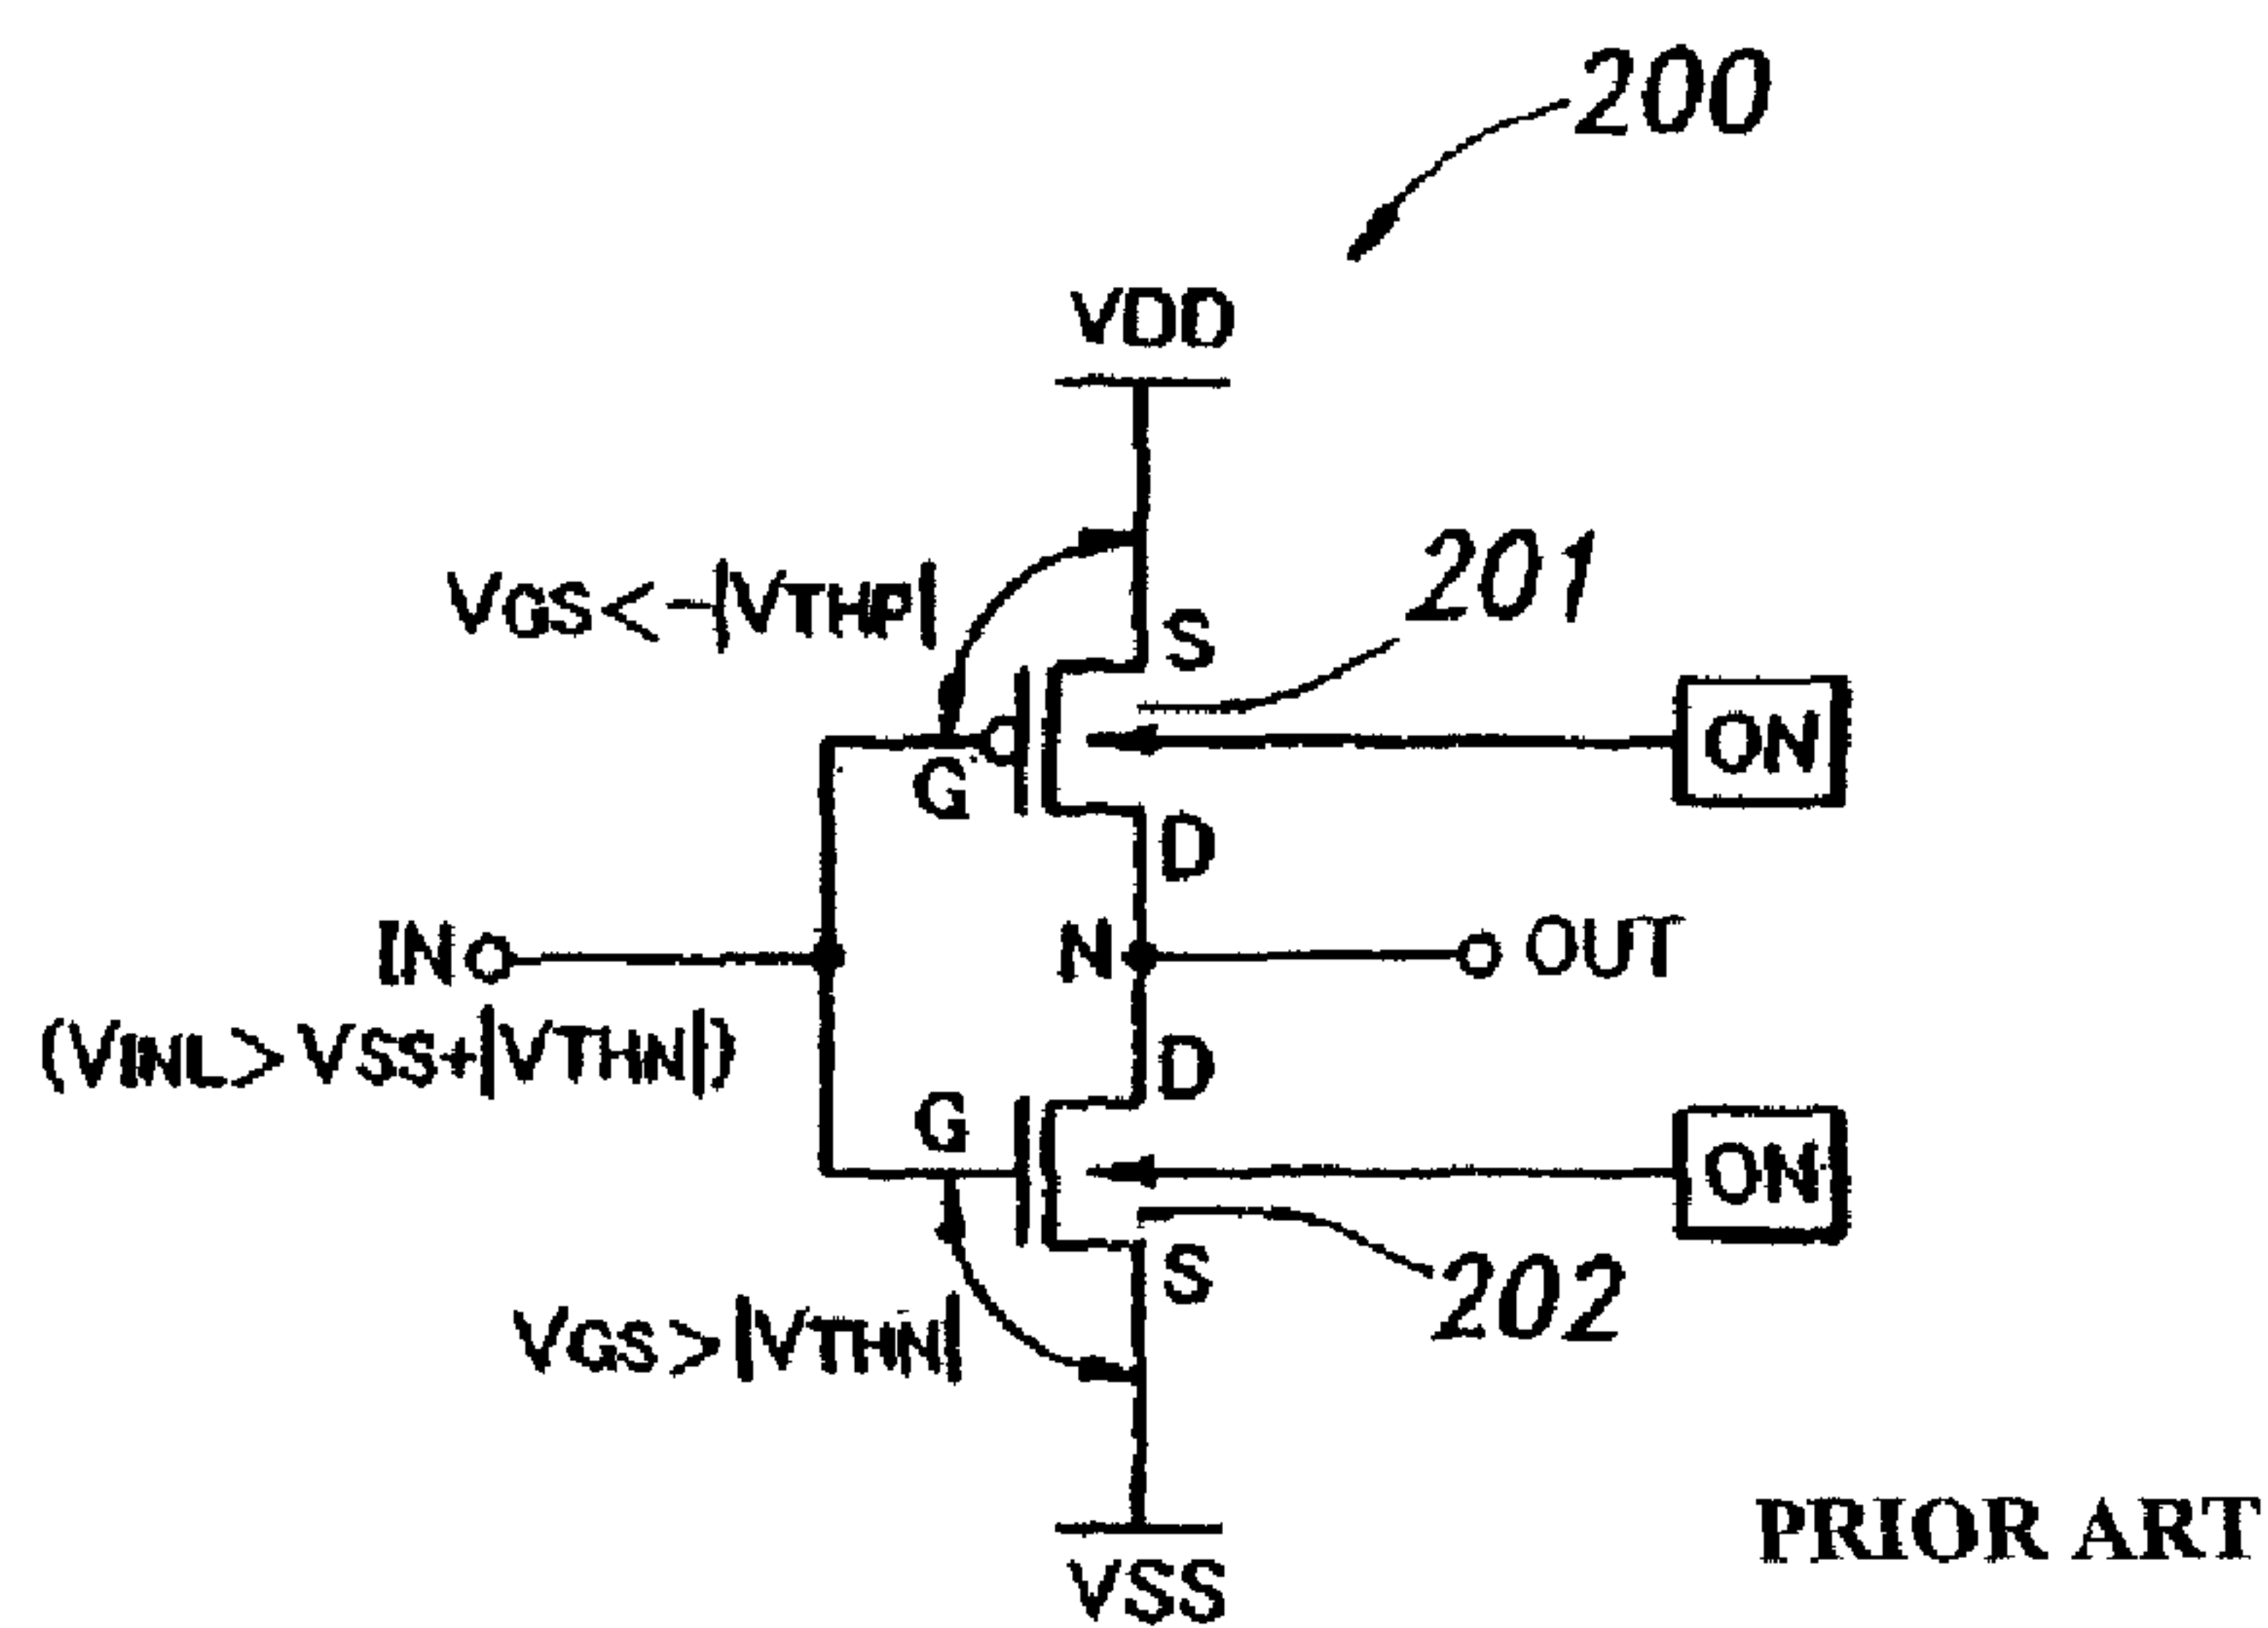 200
VDD
VGS<-|VTHP|
201
S
ON
G
D
IN
N
OUT
(VINL>VSS+|VTHN|)
D
G
ON
S
202
VGS>|VTHN|
PRIOR ART
VSS